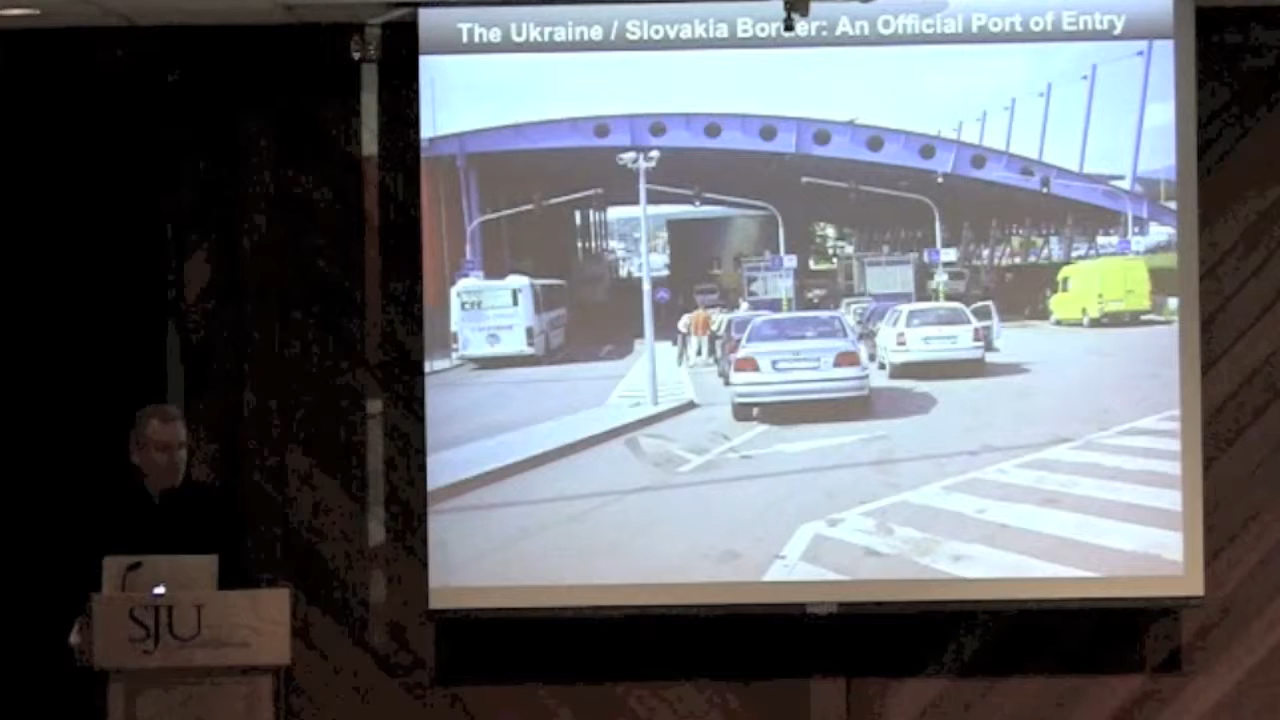 The Ukraine / Slovakia Border: An Official Port of Entry
SJU